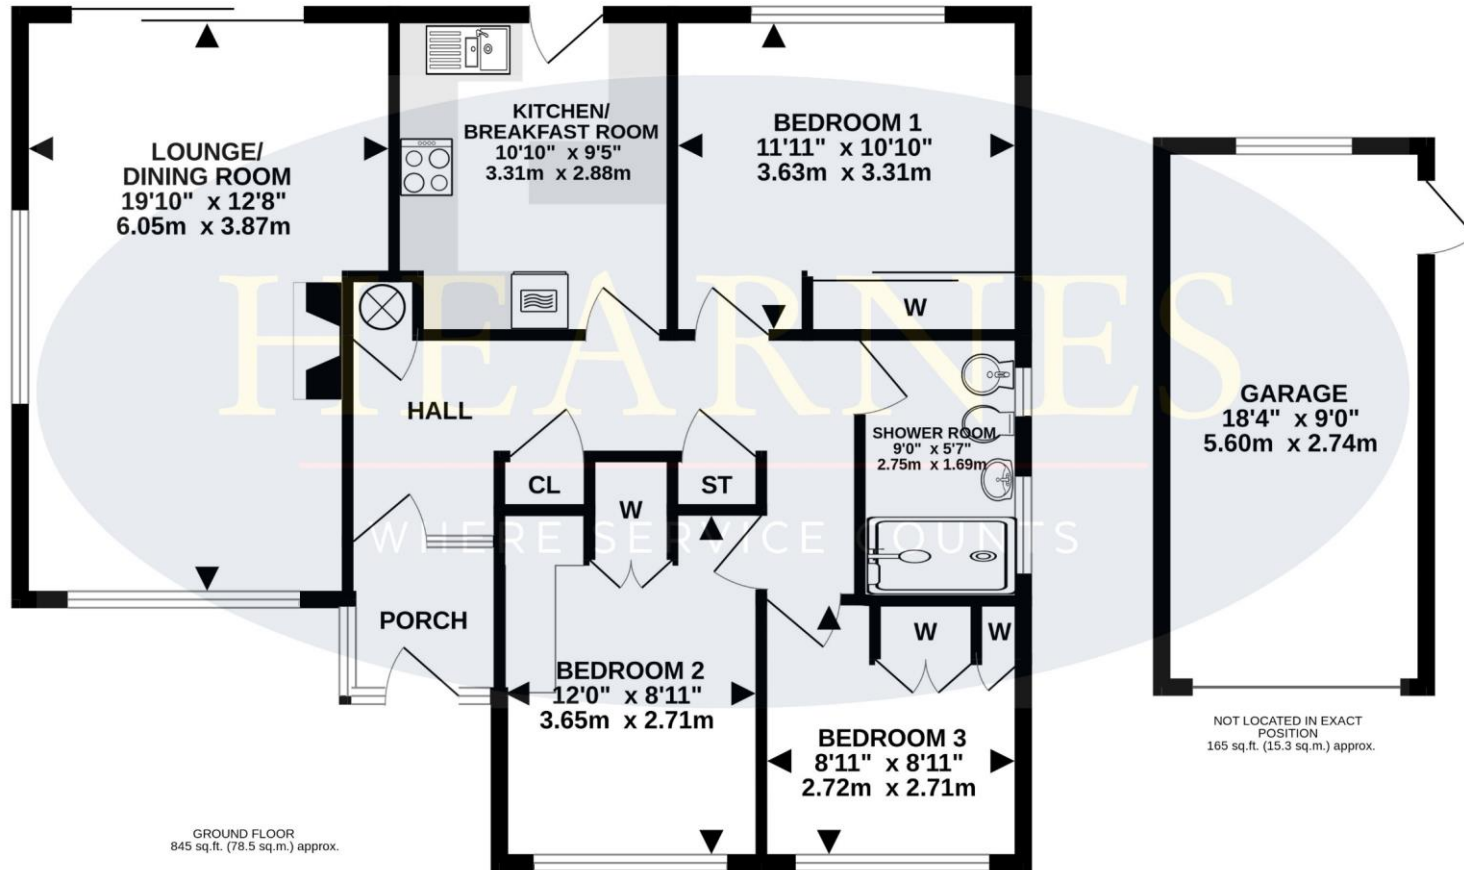 LOUNGE/
DINING ROOM
19'10" x 12'8"
6.05m x 3.87m
KITCHEN/
BREAKFAST ROOM
10'10" x 9'5"
3.31m x 2.88m
BEDROOM 1
11'11" x 10'10"
3.63m x 3.31m
W
HEARNES
WHERE SERVICE COUNTS
HALL
CL
W
ST
SHOWER ROOM
9'0" x 5'7"
2.75m x 1.69m
PORCH
BEDROOM 2
12'0" x 8'11"
3.65m x 2.71m
W
W
BEDROOM 3
8'11" x 8'11"
2.72m x 2.71m
GARAGE
18'4" x 9'0"
5.60m x 2.74m
NOT LOCATED IN EXACT
POSITION
165 sq.ft. (15.3 sq.m.) approx.
GROUND FLOOR
845 sq.ft. (78.5 sq.m.) approx.